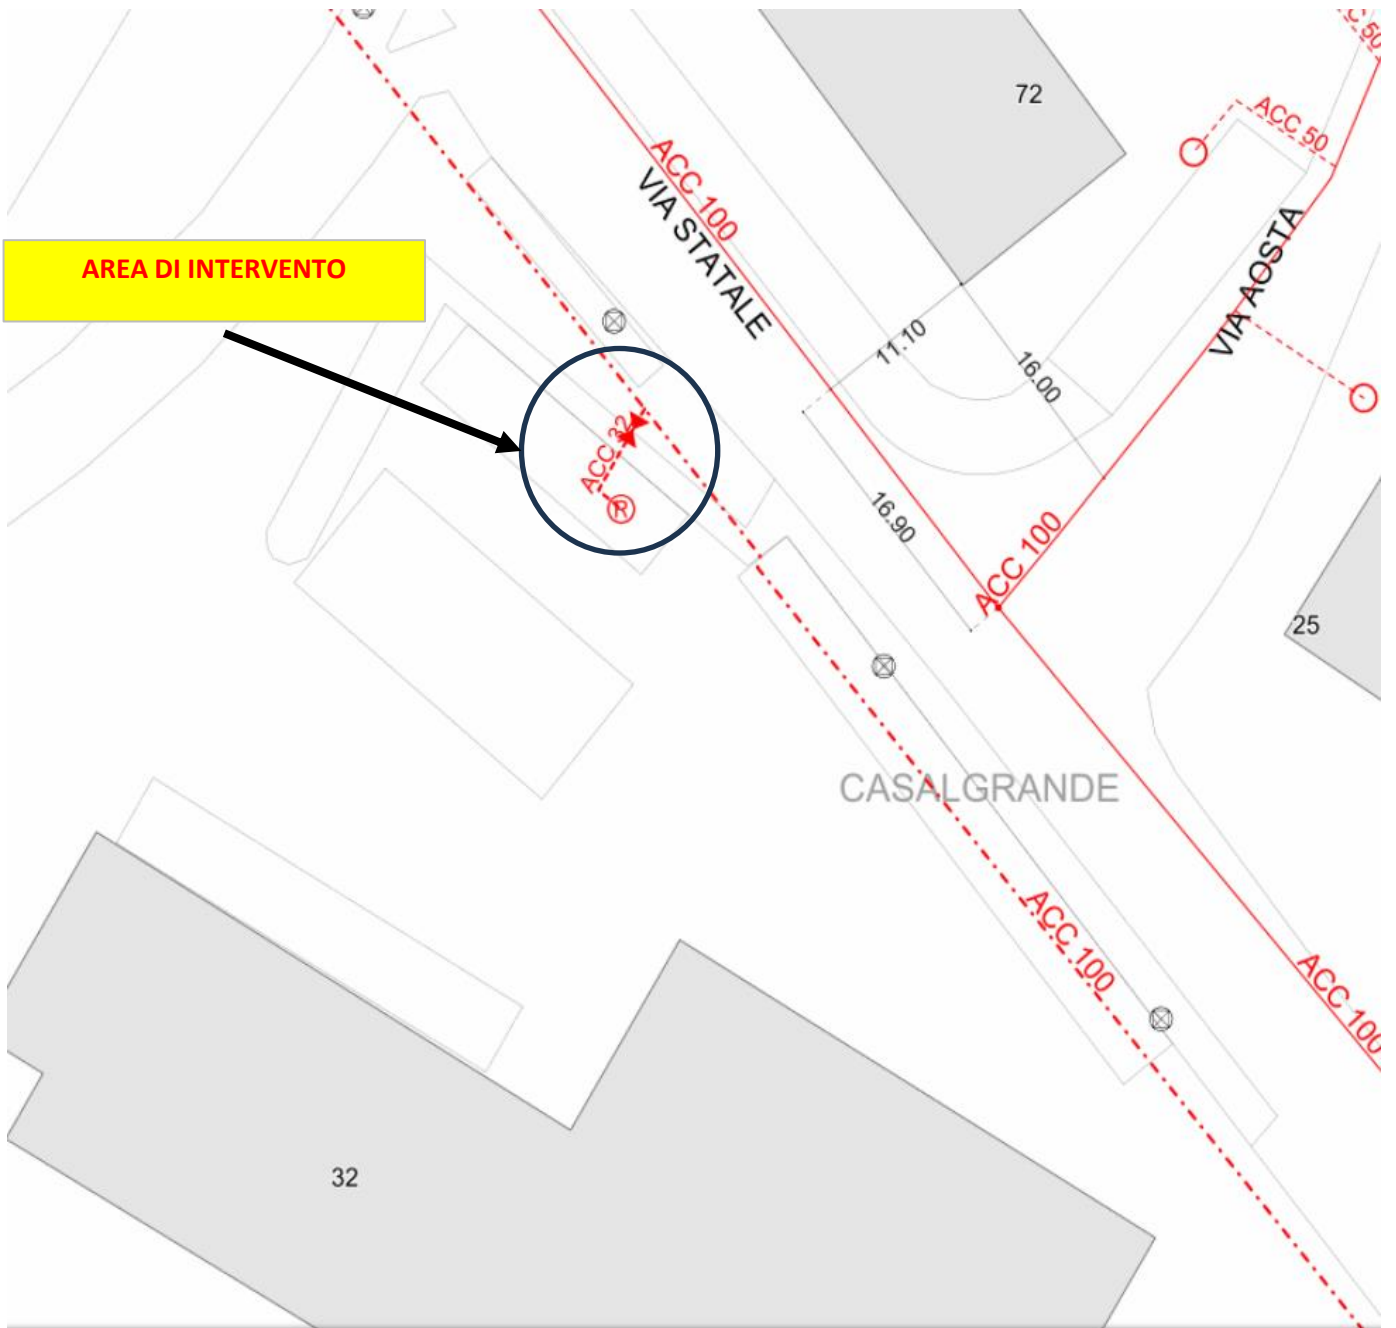 C 50
72
ACC 50
ACC 100
VIA STATALE
VIA AOSTA
AREA DI INTERVENTO
11.10
16.00
ACC 32
R
16.90
ACC 100
25
CASALGRANDE
ACC 100
ACC 100
32